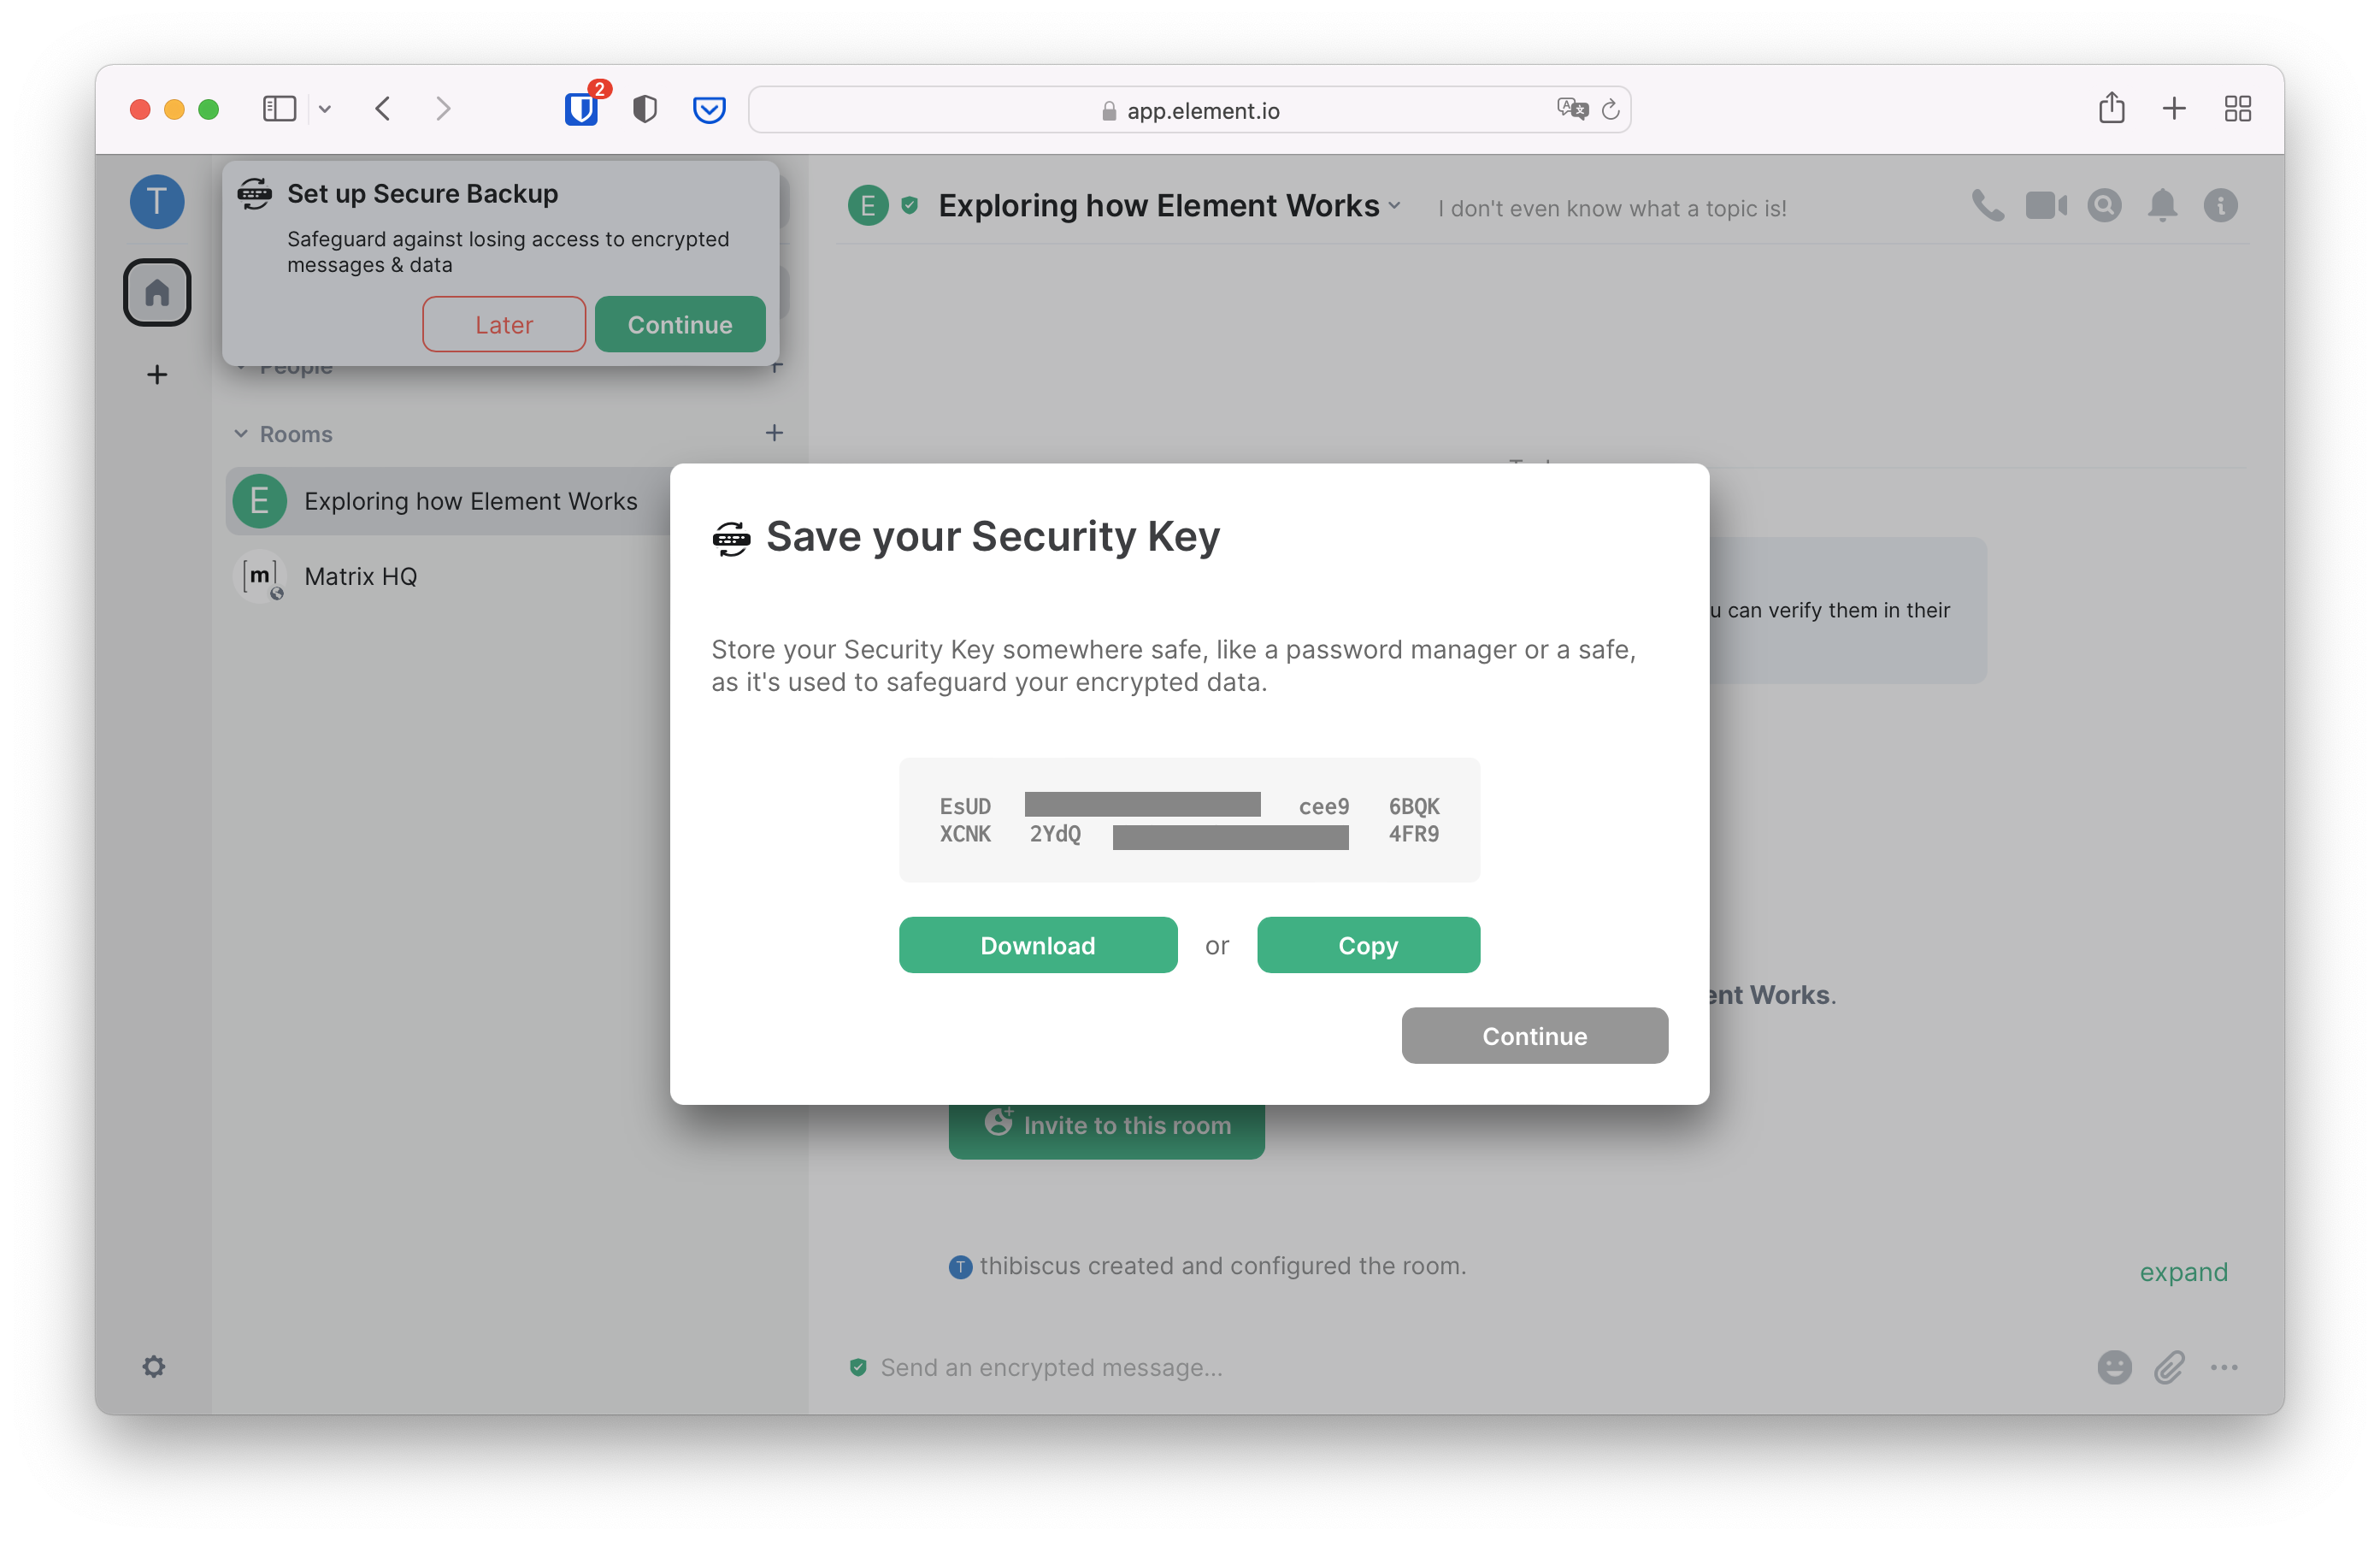 2
app.element.io
T
Set up Secure Backup
Safeguard against losing access to encrypted
messages & data
Later
Continue
People
Rooms
E
Exploring how Element Works
[m]
Matrix HQ
E
Exploring how Element Works
I don't even know what a topic is!
u can verify them in their
Save your Security Key
Store your Security Key somewhere safe, like a password manager or a safe,
as it's used to safeguard your encrypted data.
EsUD cee9 6BQK
XCNK 2YdQ 4FR9
Download or Copy
Continue
ent Works.
Invite to this room
T thibiscus created and configured the room.
expand
Send an encrypted message...